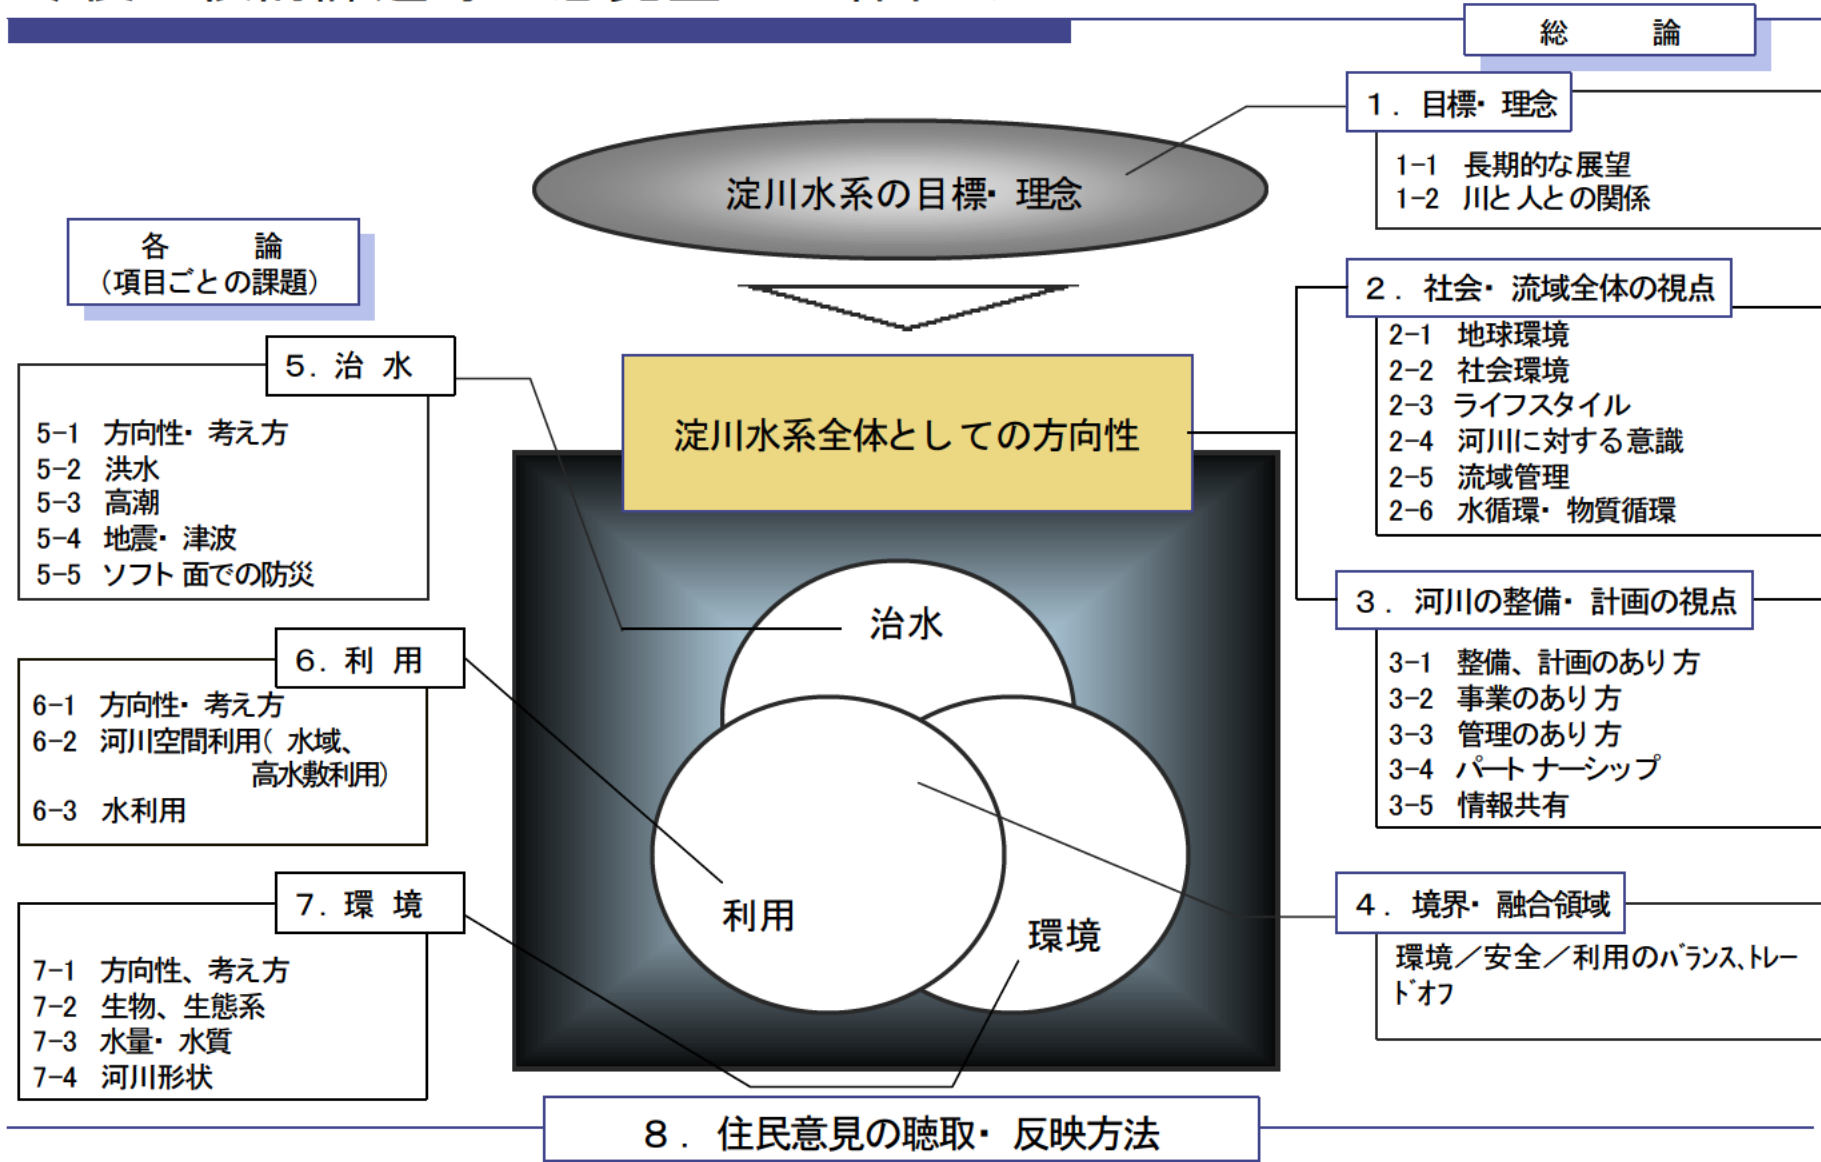 総　論
1．目標・理念
1-1 長期的な展望
1-2 川と人との関係
淀川水系の目標・理念
各　論
（項目ごとの課題）
2．社会・流域全体の視点
2-1 地球環境
2-2 社会環境
2-3 ライフスタイル
2-4 河川に対する意識
2-5 流域管理
2-6 水循環・物質循環
淀川水系全体としての方向性
5．治 水
5-1 方向性・考え方
5-2 洪水
5-3 高潮
5-4 地震・津波
5-5 ソフト面での防災
3．河川の整備・計画の視点
3-1 整備、計画のあり方
3-2 事業のあり方
3-3 管理のあり方
3-4 パートナーシップ
3-5 情報共有
治水
利用
環境
6．利 用
6-1 方向性・考え方
6-2 河川空間利用（水域、
高水敷利用）
6-3 水利用
4．境界・融合領域
環境／安全／利用のバランス、トレー
ドオフ
7．環 境
7-1 方向性、考え方
7-2 生物、生態系
7-3 水量・水質
7-4 河川形状
8．住民意見の聴取・反映方法